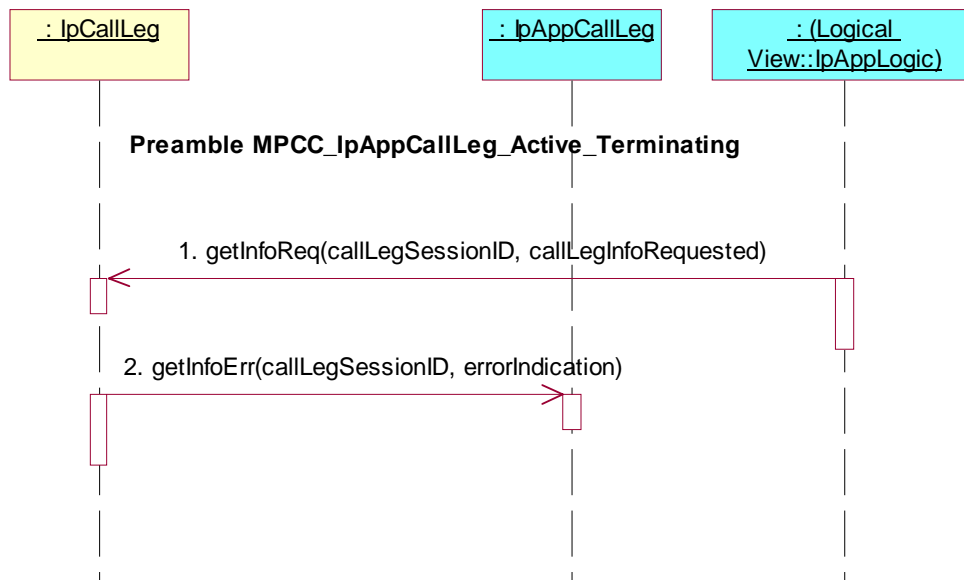 : IpCallLeg
: IpAppCallLeg
: (Logical
View::IpAppLogic)
Preamble MPCC_IpAppCallLeg_Active_Terminating
1. getInfoReq(callLegSessionID, callLegInfoRequested)
2. getInfoErr(callLegSessionID, errorIndication)